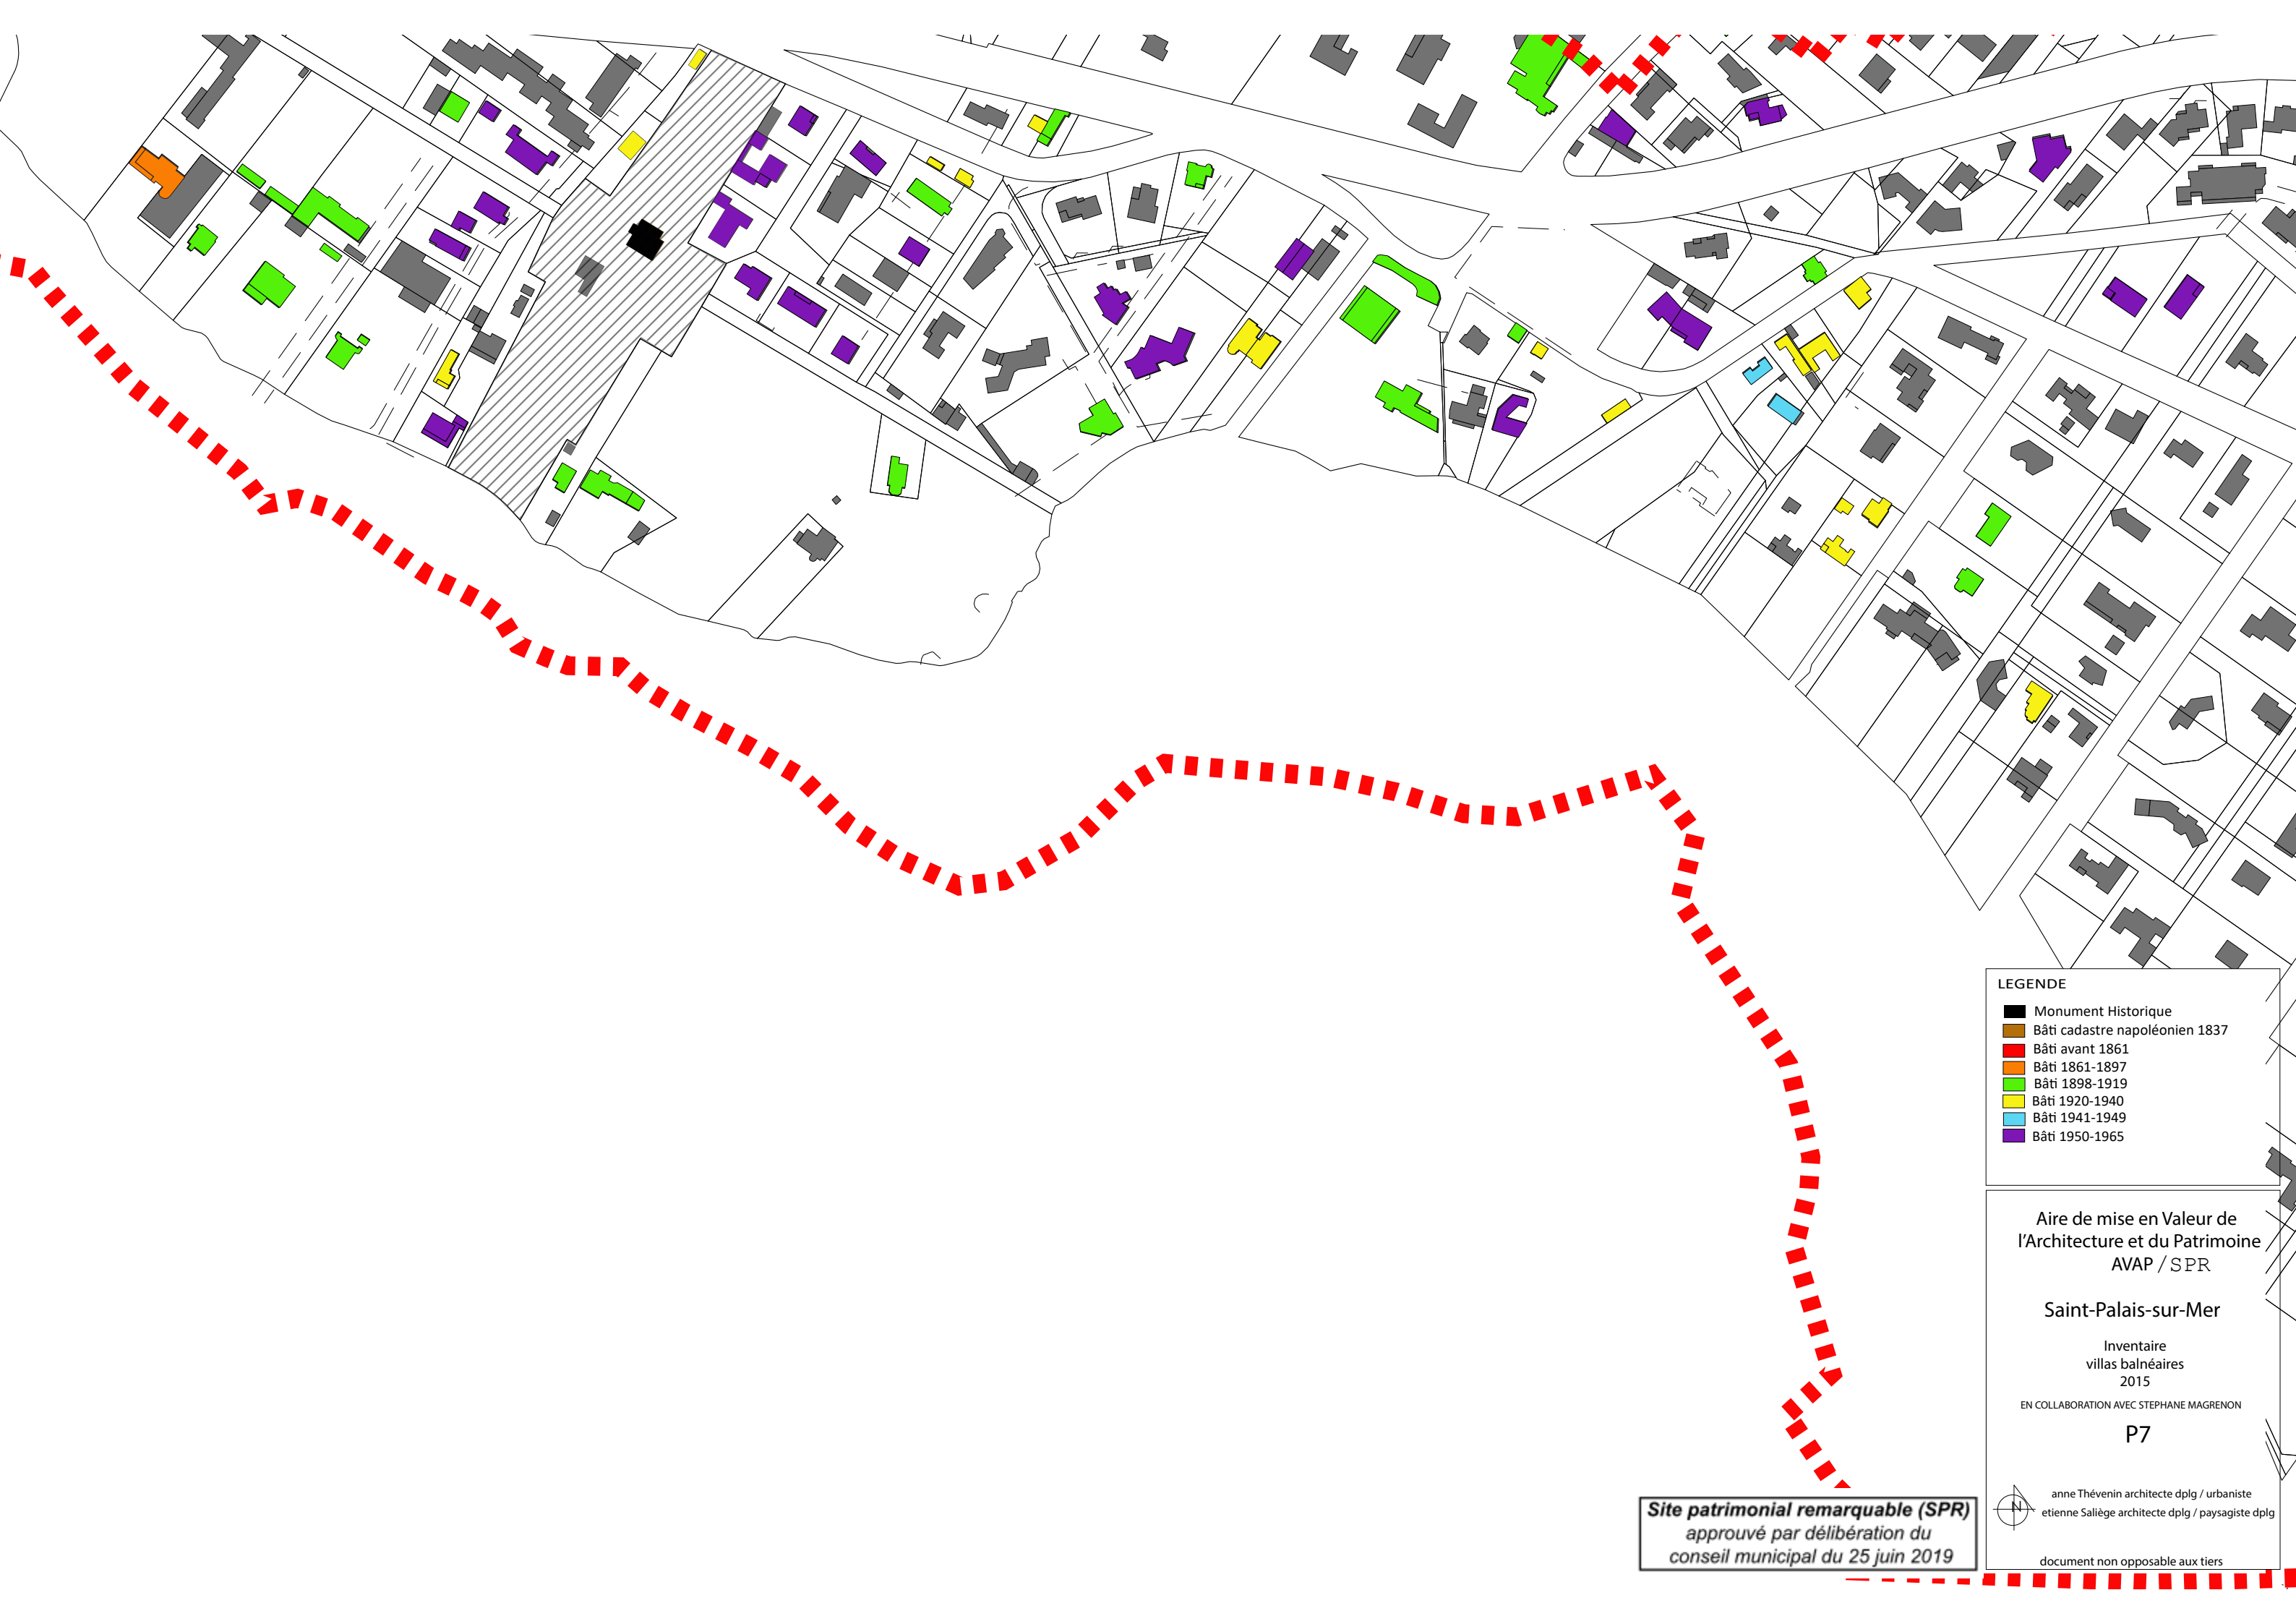 LEGENDE
Monument Historique
Bâti cadastre napoléonien 1837
Bâti avant 1861
Bâti 1861-1897
Bâti 1898-1919
Bâti 1920-1940
Bâti 1941-1949
Bâti 1950-1965
Aire de mise en Valeur de
l'Architecture et du Patrimoine
AVAP / SPR
Saint-Palais-sur-Mer
Inventaire
villas balnéaires
2015
EN COLLABORATION AVEC STEPHANE MAGRENON
P7
N
anne Thévenin architecte dplg / urbaniste
etienne Saliège architecte dplg / paysagiste dplg
document non opposable aux tiers
Site patrimonial remarquable (SPR)
approuvé par délibération du
conseil municipal du 25 juin 2019